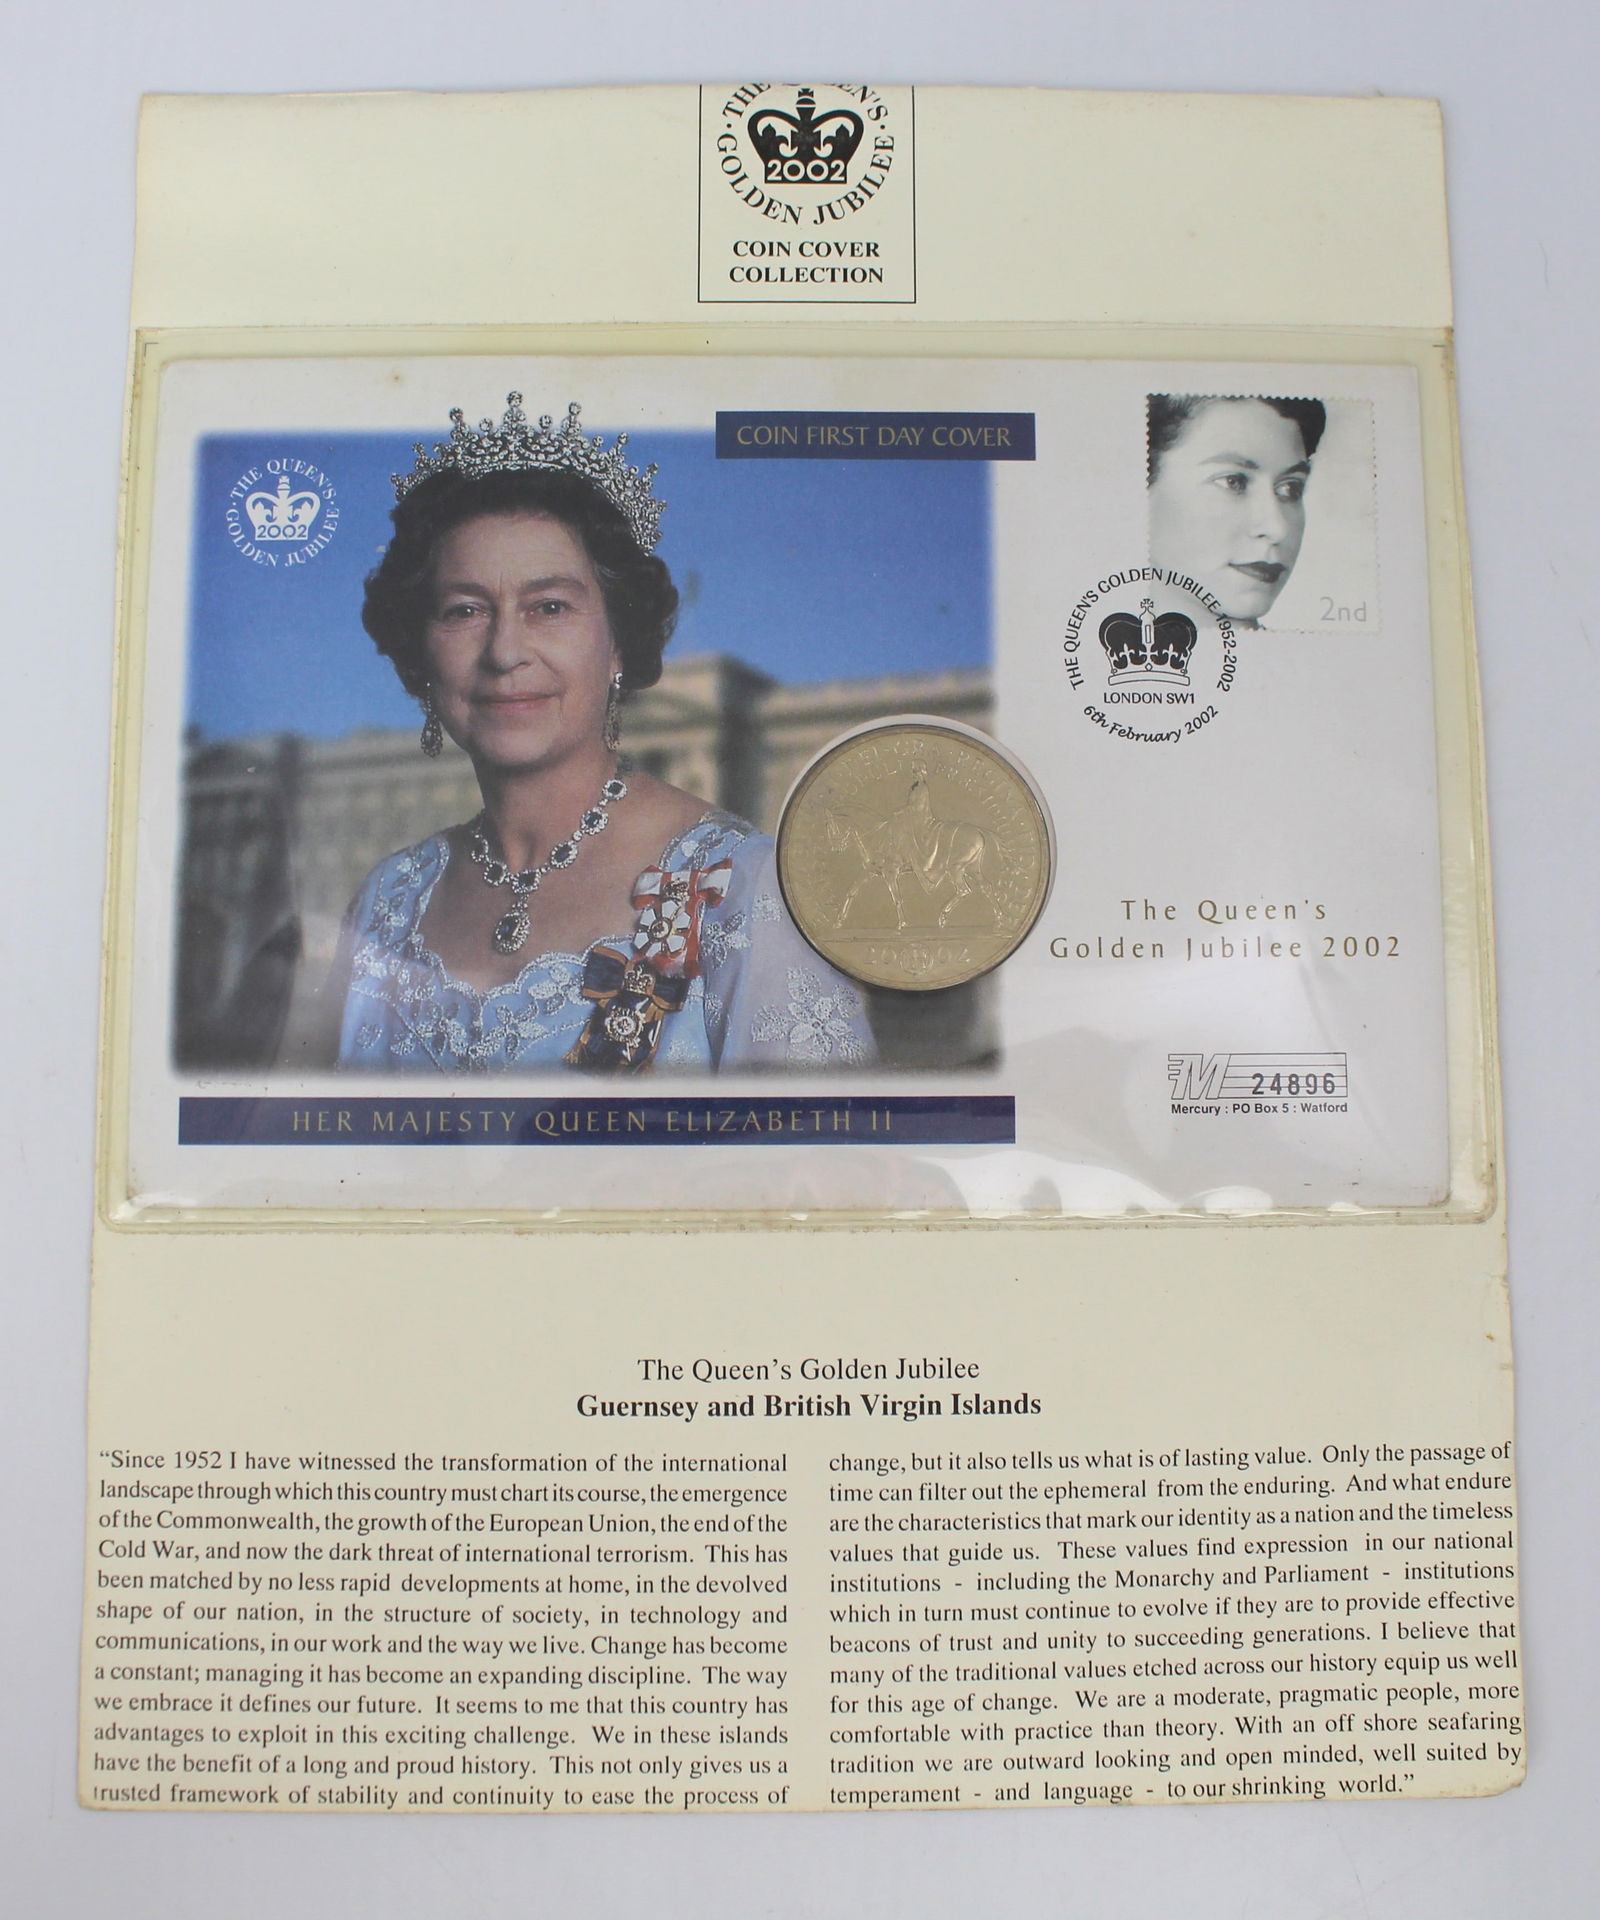 THE QUEEN'S
GOLDEN JUBILEE
2002
COIN COVER
COLLECTION
COIN FIRST DAY COVER
THE QUEEN'S
GOLDEN JUBILEE
2002
2nd
THE QUEEN'S GOLDEN JUBILEE 1952-2002
LONDON SW1
6th February 2002
2002
The Queen's
Golden Jubilee 2002
M 24896
Mercury : PO Box 5 : Watford
HER MAJESTY QUEEN ELIZABETH II
The Queen's Golden Jubilee
Guernsey and British Virgin Islands
“Since 1952 I have witnessed the transformation of the international
landscape through which this country must chart its course, the emergence
of the Commonwealth, the growth of the European Union, the end of the
Cold War, and now the dark threat of international terrorism. This has
been matched by no less rapid developments at home, in the devolved
shape of our nation, in the structure of society, in technology and
communications, in our work and the way we live. Change has become
a constant; managing it has become an expanding discipline. The way
we embrace it defines our future. It seems to me that this country has
advantages to exploit in this exciting challenge. We in these islands
have the benefit of a long and proud history. This not only gives us a
trusted framework of stability and continuity to ease the process of
change, but it also tells us what is of lasting value. Only the passage of
time can filter out the ephemeral from the enduring. And what endure
are the characteristics that mark our identity as a nation and the timeless
values that guide us. These values find expression in our national
institutions - including the Monarchy and Parliament - institutions
which in turn must continue to evolve if they are to provide effective
beacons of trust and unity to succeeding generations. I believe that
many of the traditional values etched across our history equip us well
for this age of change. We are a moderate, pragmatic people, more
comfortable with practice than theory. With an off shore seafaring
tradition we are outward looking and open minded, well suited by
temperament - and language - to our shrinking world.”